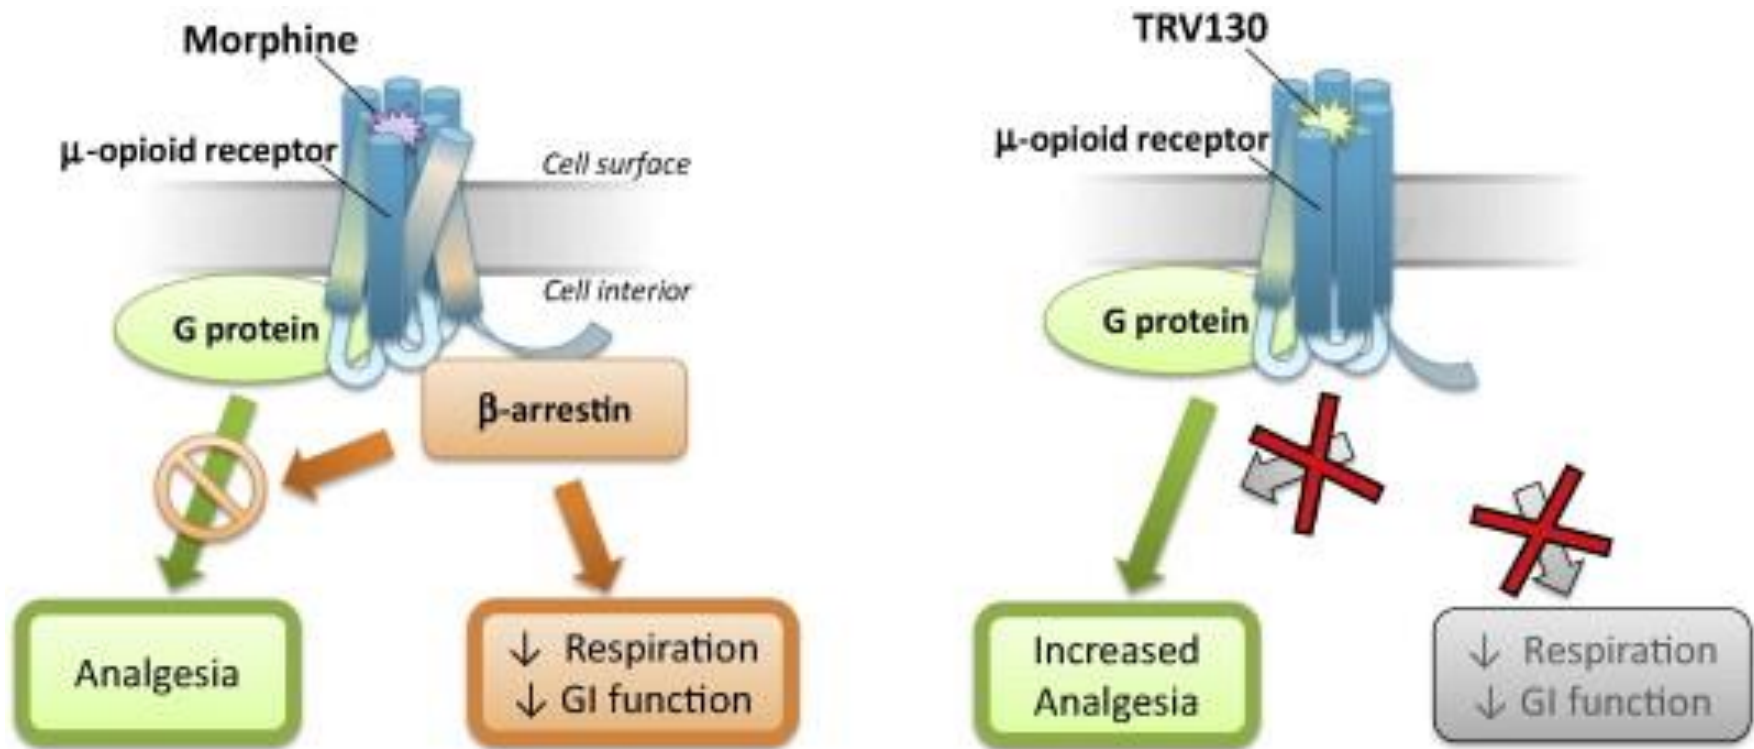 Morphine
μ-opioid receptor
Cell surface
Cell interior
G protein
β-arrestin
Analgesia
↓ Respiration
↓ GI function
TRV130
μ-opioid receptor
G protein
Increased
Analgesia
↓ Respiration
↓ GI function